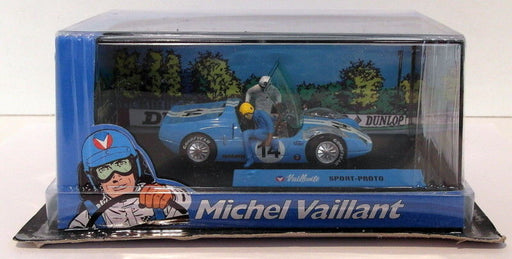 DUNLOP
14
Vaillante SPORT-PROTO
Michel Vaillant